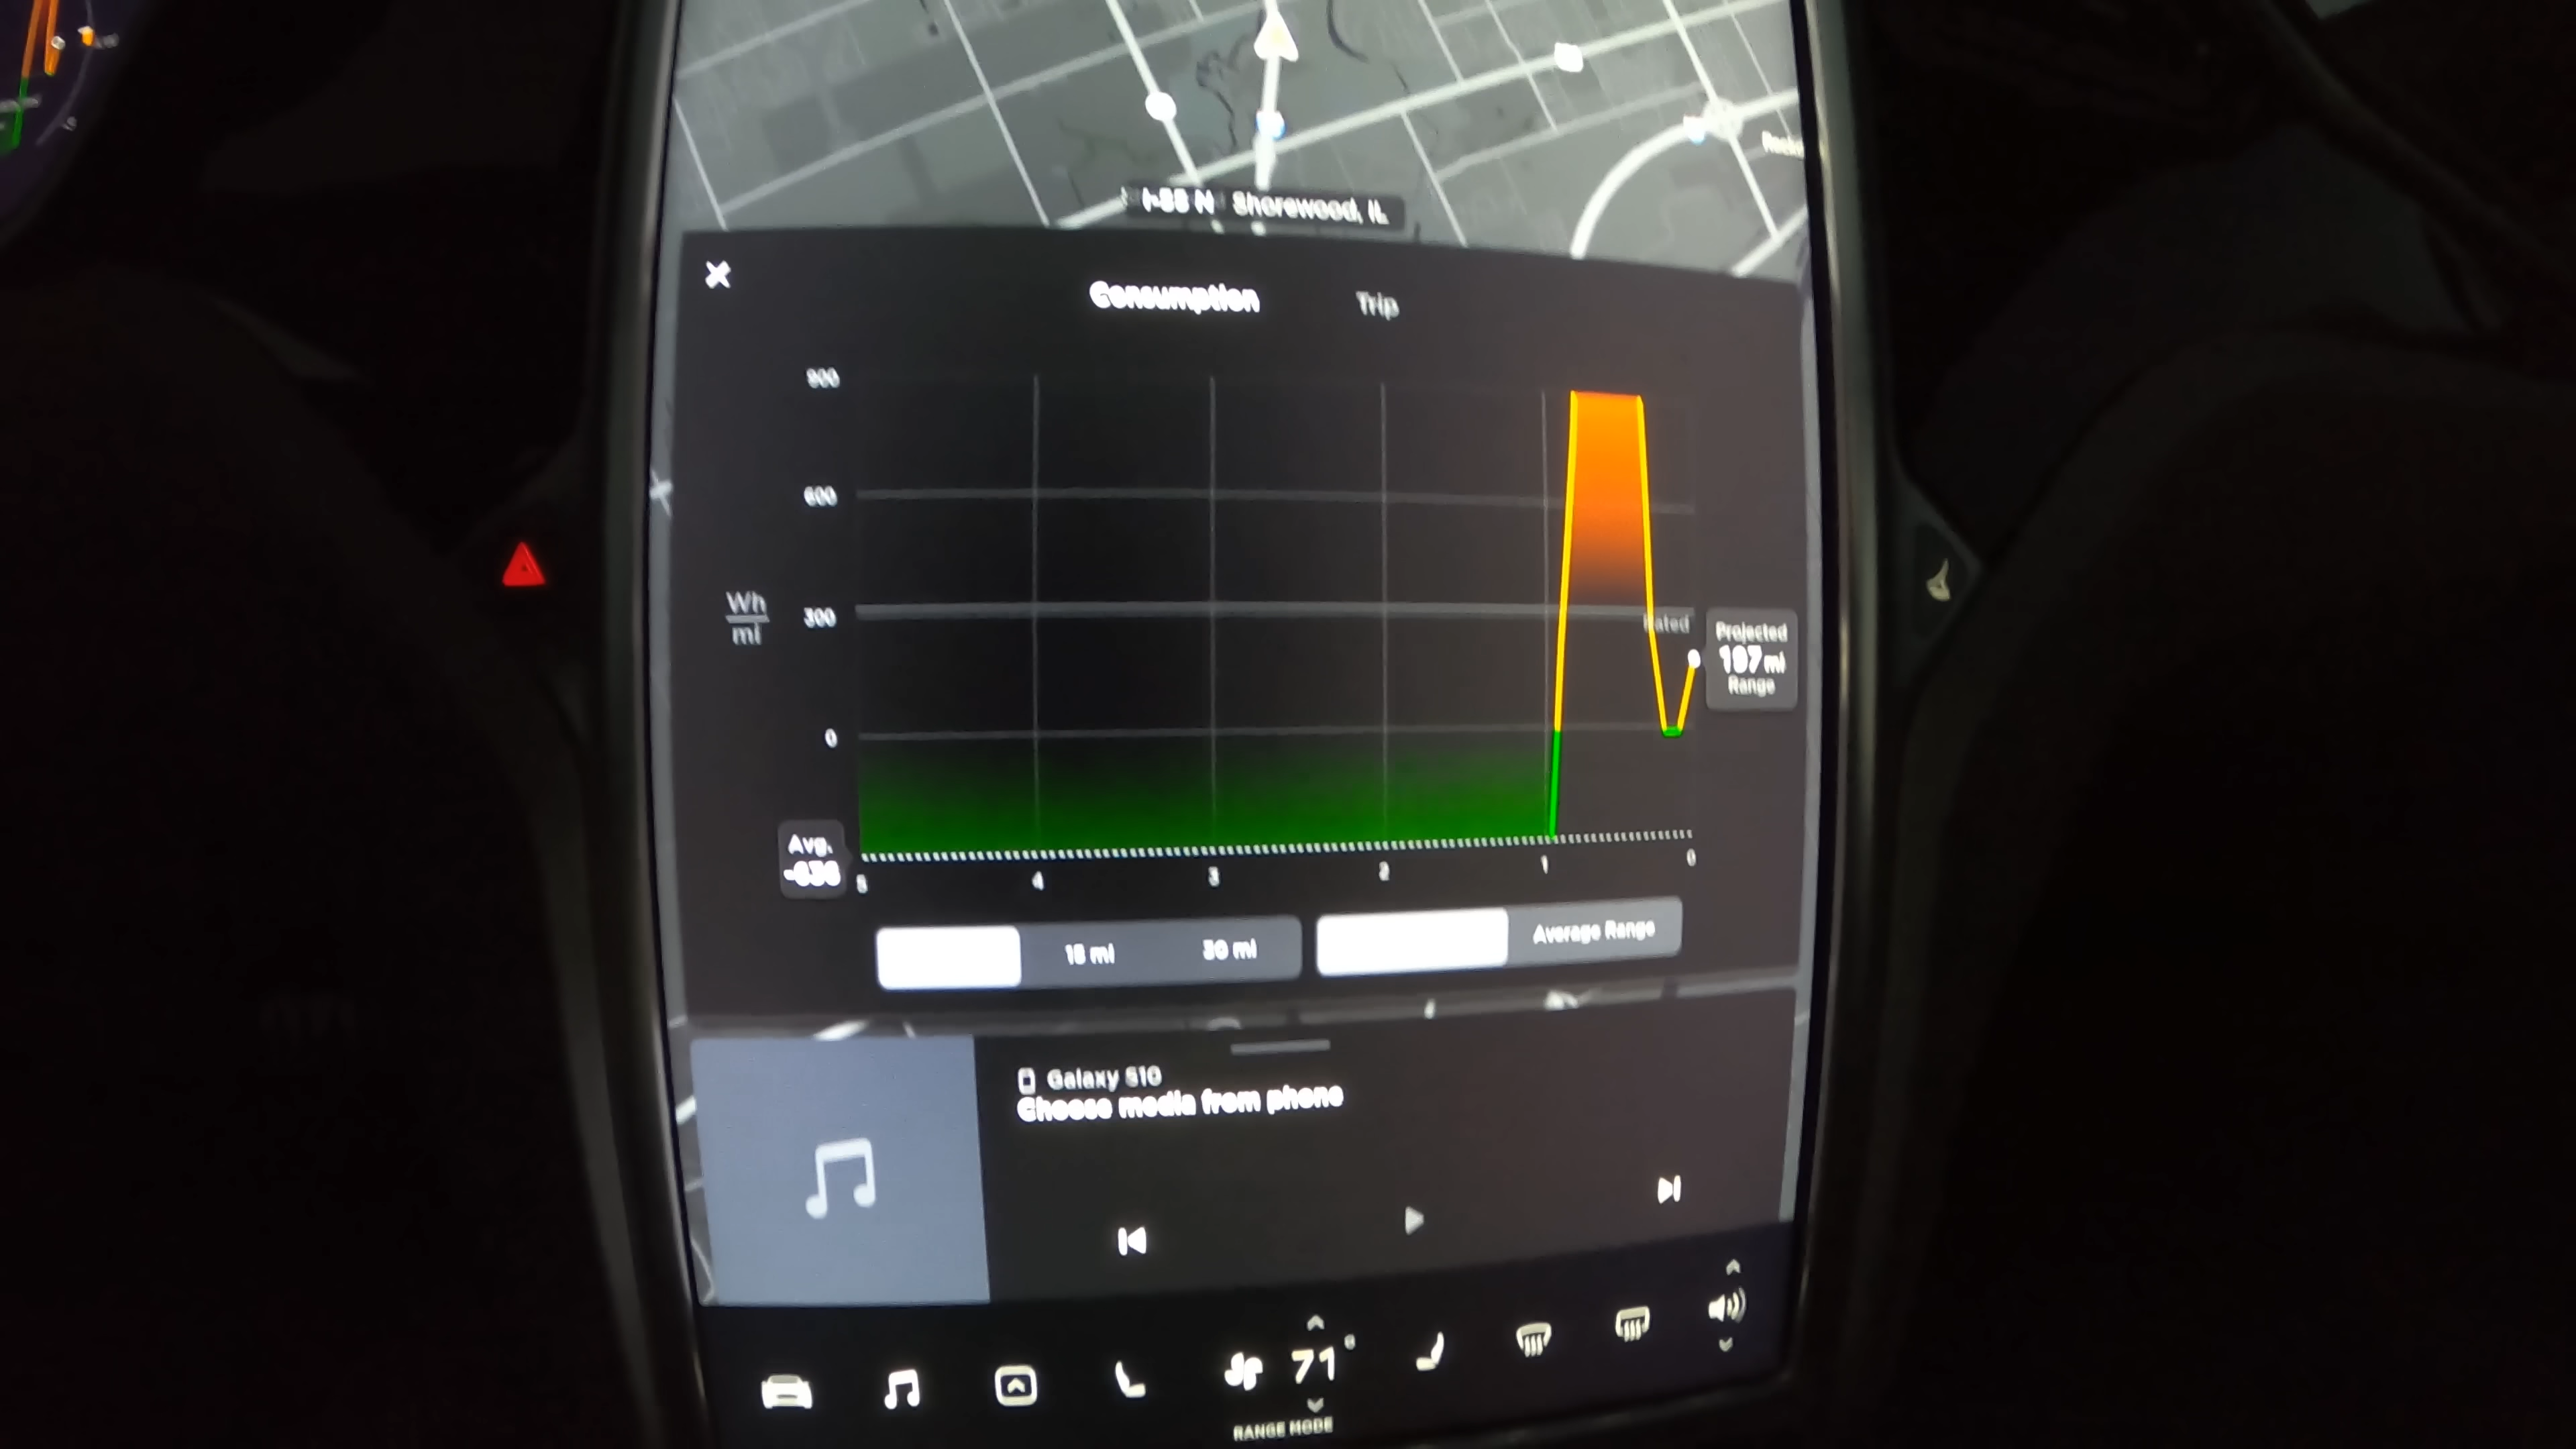 I-55 N Shorewood, IL
Consumption Trip
900
600
Wh
mi
300
Rated
Projected
197 mi
Range
0
Avg.
-636
5 4 3 2 1 0
15 mi 30 mi Average Range
Galaxy S10
Choose media from phone
71°
RANGE MODE